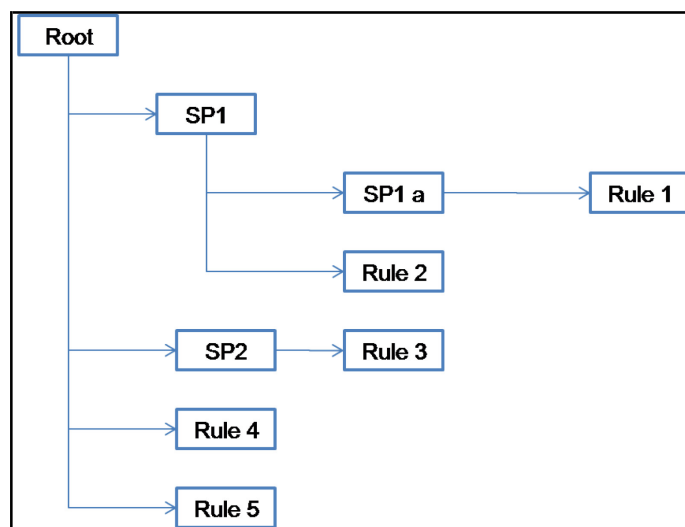 Root
SP1
SP1 a
Rule 1
Rule 2
SP2
Rule 3
Rule 4
Rule 5